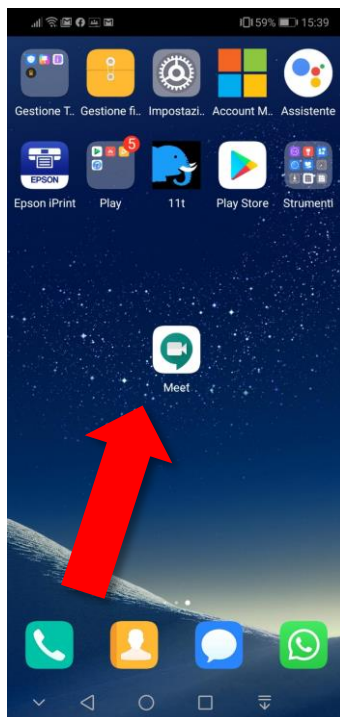 59% 15:39
Gestione T.. Gestione fi.. Impostazi.. Account M.. Assistente
EPSON
5
Epson iPrint Play 11t Play Store Strumenti
Meet